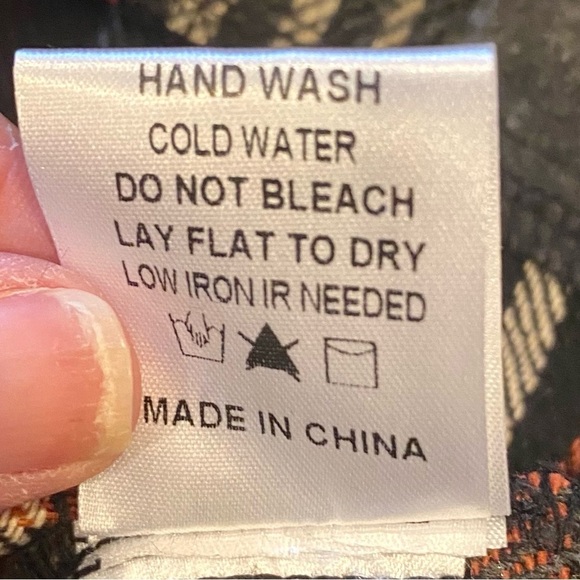 HAND WASH
COLD WATER
DO NOT BLEACH
LAY FLAT TO DRY
LOW IRON IR NEEDED
MADE IN CHINA